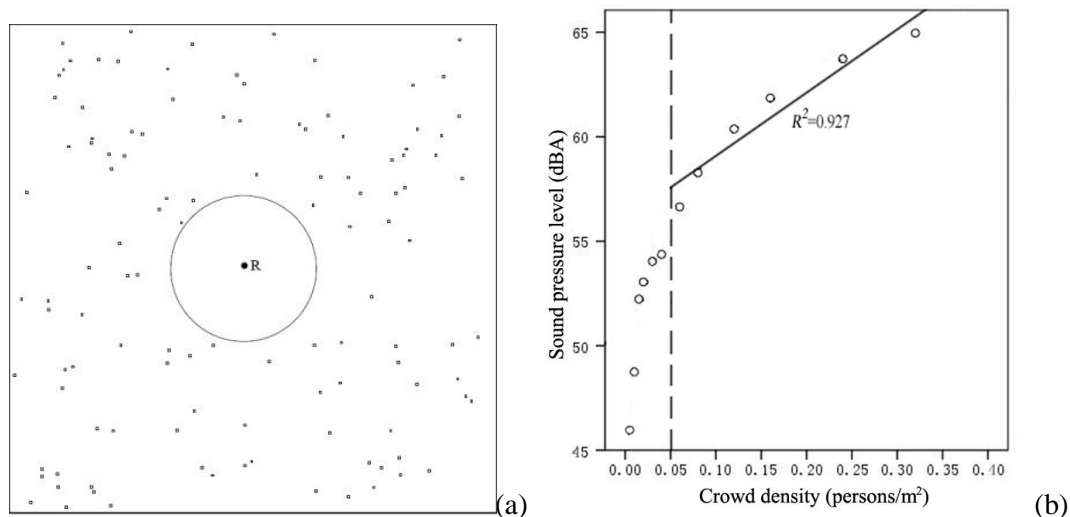 R
(a)
Sound pressure level (dBA)
65
60
55
50
45
R²=0.927
0.00 0.05 0.10 0.15 0.20 0.25 0.30 0.35 0.40
Crowd density (persons/m²)
(b)